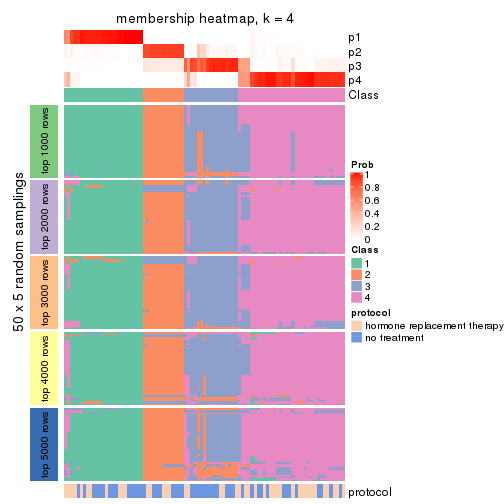 membership heatmap, k = 4
p1
p2
p3
p4
Class
50 x 5 random samplings
top 1000 rows
top 2000 rows
top 3000 rows
top 4000 rows
top 5000 rows
Prob
1
0.8
0.6
0.4
0.2
0
Class
1
2
3
4
protocol
hormone replacement therapy
no treatment
protocol